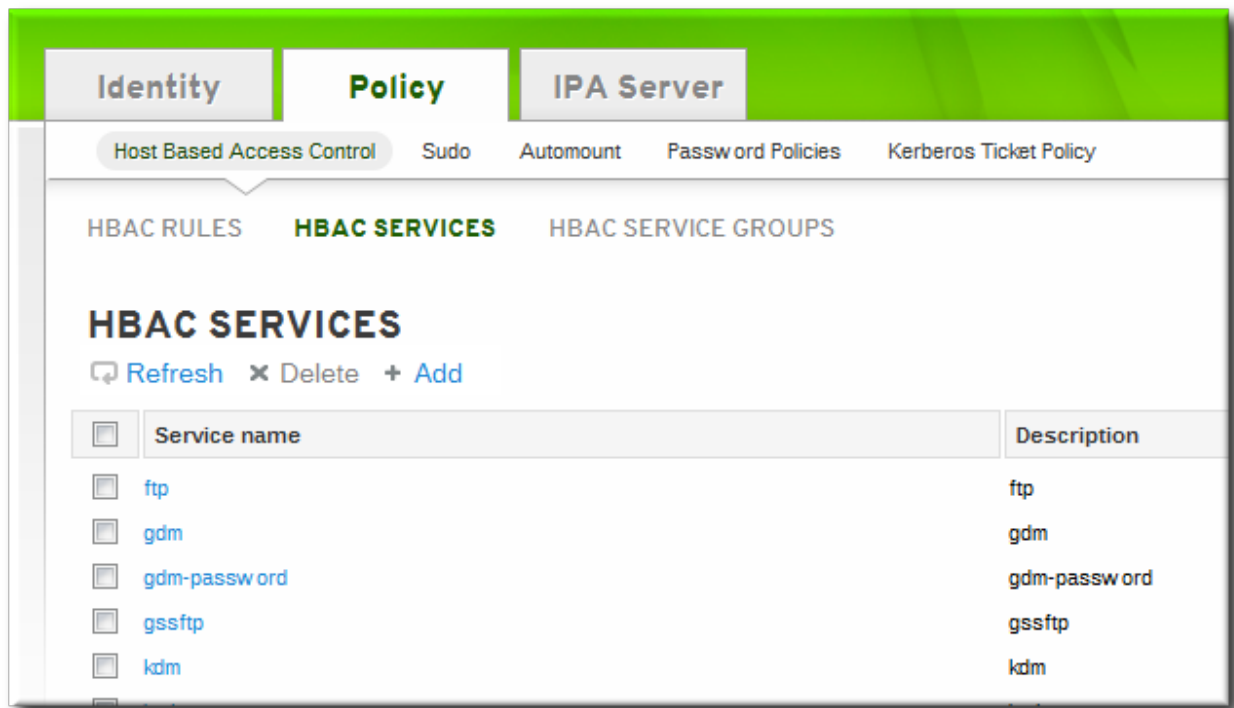 Identity Policy IPA Server
Host Based Access Control Sudo Automount Password Policies Kerberos Ticket Policy
HBAC RULES HBAC SERVICES HBAC SERVICE GROUPS
HBAC SERVICES
Refresh Delete + Add
Service name Description
ftp ftp
gdm gdm
gdm-password gdm-password
gssftp gssftp
kdm kdm